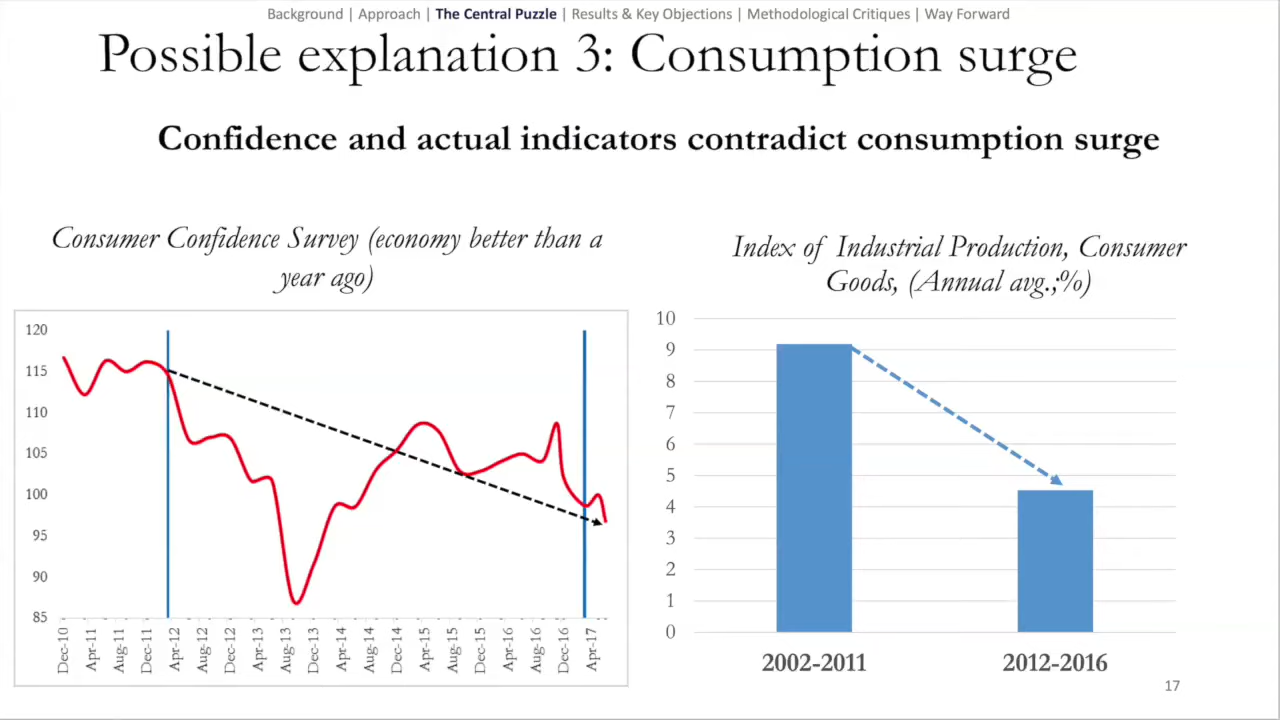 Background | Approach | The Central Puzzle | Results & Key Objections | Methodological Critiques | Way Forward
Possible explanation 3: Consumption surge
Confidence and actual indicators contradict consumption surge
Consumer Confidence Survey (economy better than a
year ago)
120
115
110
105
100
95
90
85
Dec-10
Apr-11
Aug-11
Dec-11
Apr-12
Aug-12
Dec-12
Apr-13
Aug-13
Dec-13
Apr-14
Aug-14
Dec-14
Apr-15
Aug-15
Dec-15
Apr-16
Aug-16
Dec-16
Apr-17
Index of Industrial Production, Consumer
Goods, (Annual avg.;%)
10
9
8
7
6
5
4
3
2
1
0
2002-2011
2012-2016
17